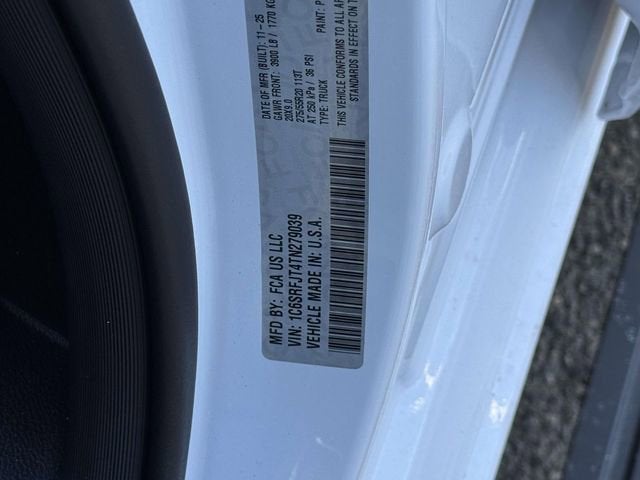 MFD BY: FCA US LLC
DATE OF MFR (BUILT): 11-25
GAWR FRONT: 3900 LB / 1770 KG
20X9.0
275/55R20 113T
AT 250 kPa / 36 PSI
TYPE: TRUCK
PAINT: P
VIN: 1C6SRFJT4TN279039
VEHICLE MADE IN: U.S.A.
THIS VEHICLE CONFORMS TO ALL
STANDARDS IN EFFECT ON